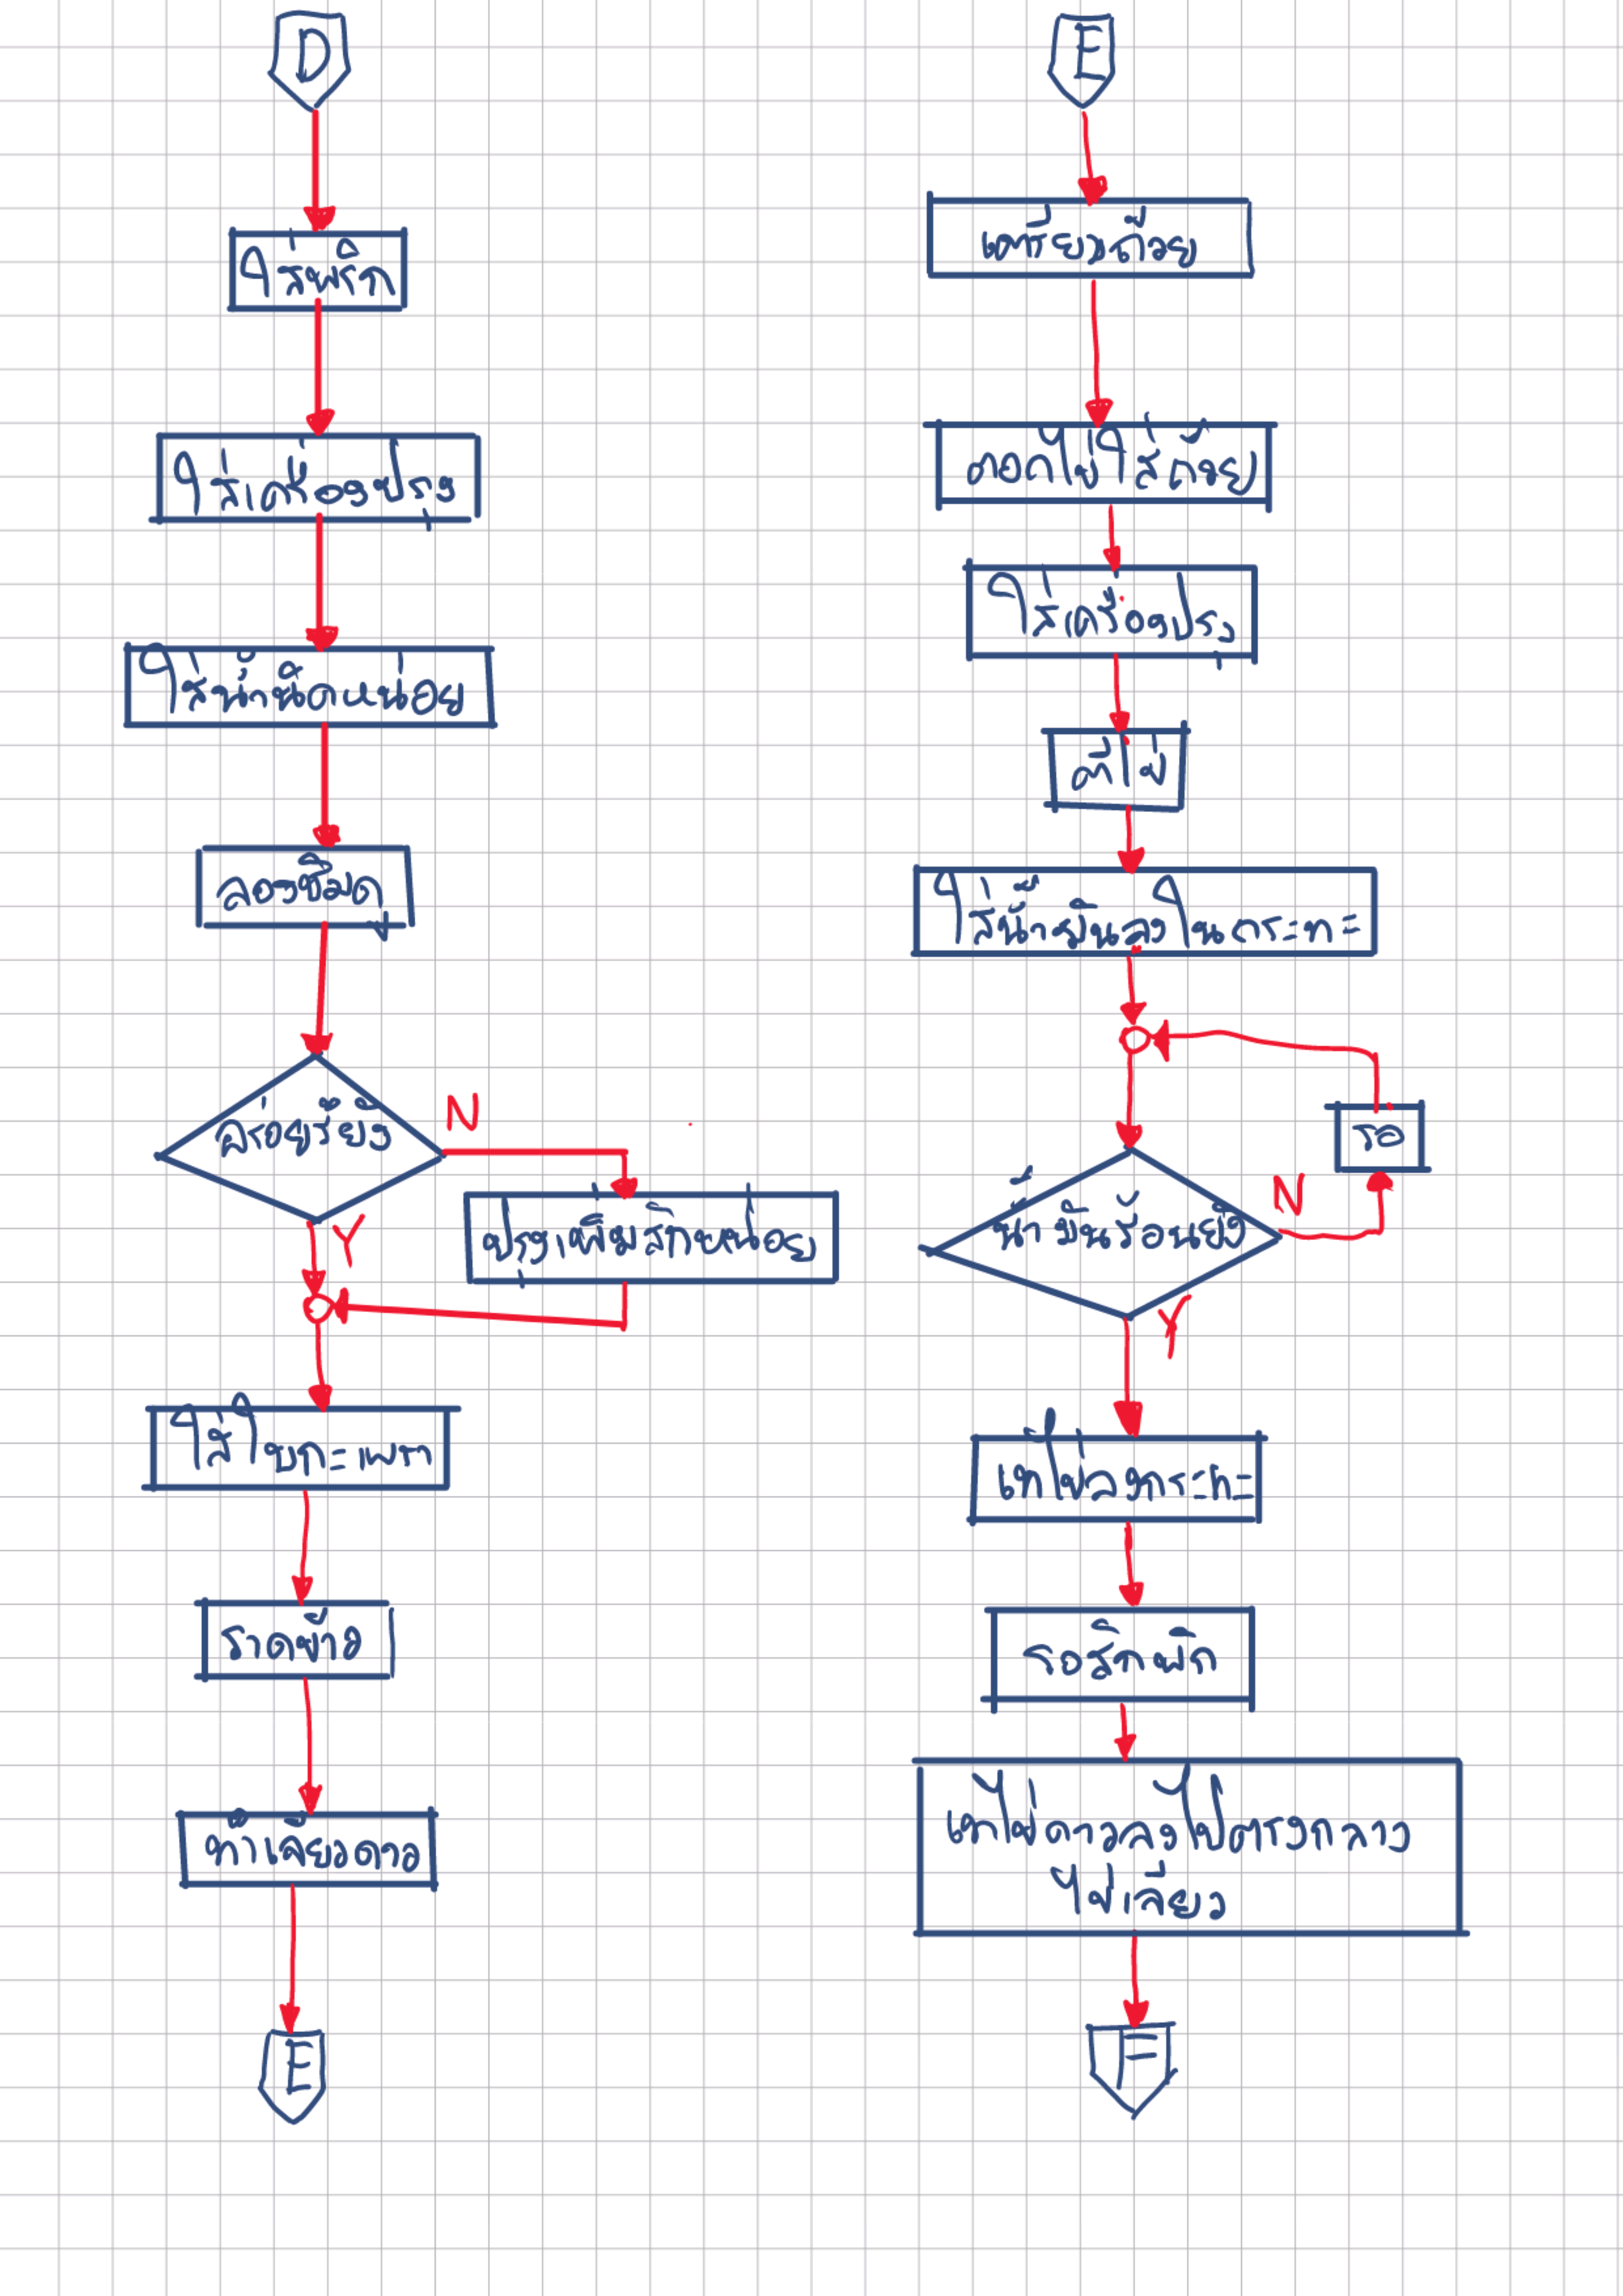 D
ใส่พริก
ใส่เครื่องปรุง
ใส่น้ำนิดหน่อย
ลองชิมดู
อร่อยรึยัง
N
Y
ปรุงเพิ่มสักหน่อย
ใส่ใบกะเพรา
ราดข้าว
ทำเจียวดาว
E
E
เตรียมถ้วย
ตอกไข่ใส่ถ้วย
ใส่เครื่องปรุง
ตีไข่
ใส่น้ำมันลงในกระทะ
รอ
น้ำมันร้อนยัง
N
Y
เทไข่ลงกระทะ
รอสักพัก
เทไข่ดาวลงไปตรงกลาง
ไข่เจียว
F